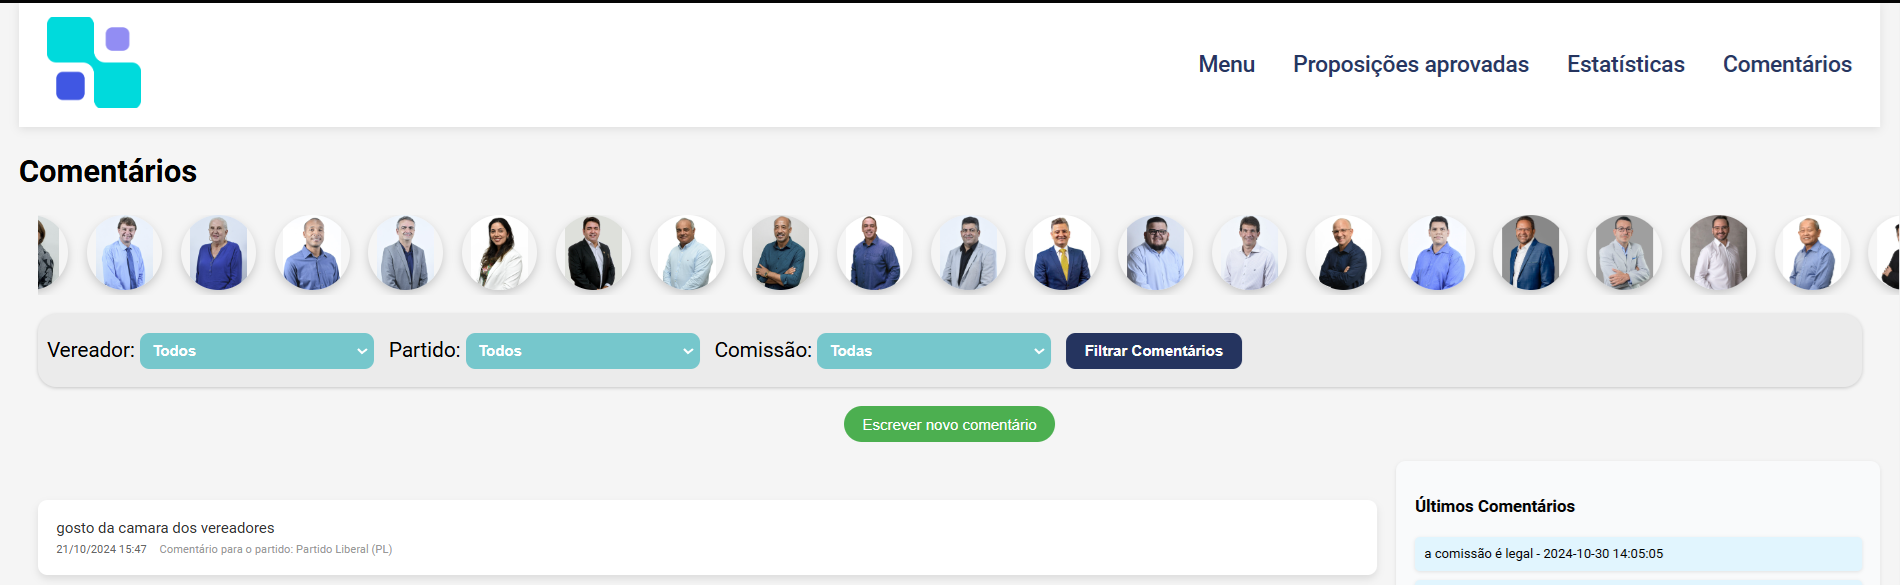 Menu Proposições aprovadas Estatísticas Comentários
Comentários
Vereador: Todos Partido: Todos Comissão: Todas Filtrar Comentários
Escrever novo comentário
gosto da camara dos vereadores
21/10/2024 15:47 Comentário para o partido: Partido Liberal (PL)
Últimos Comentários
a comissão é legal - 2024-10-30 14:05:05